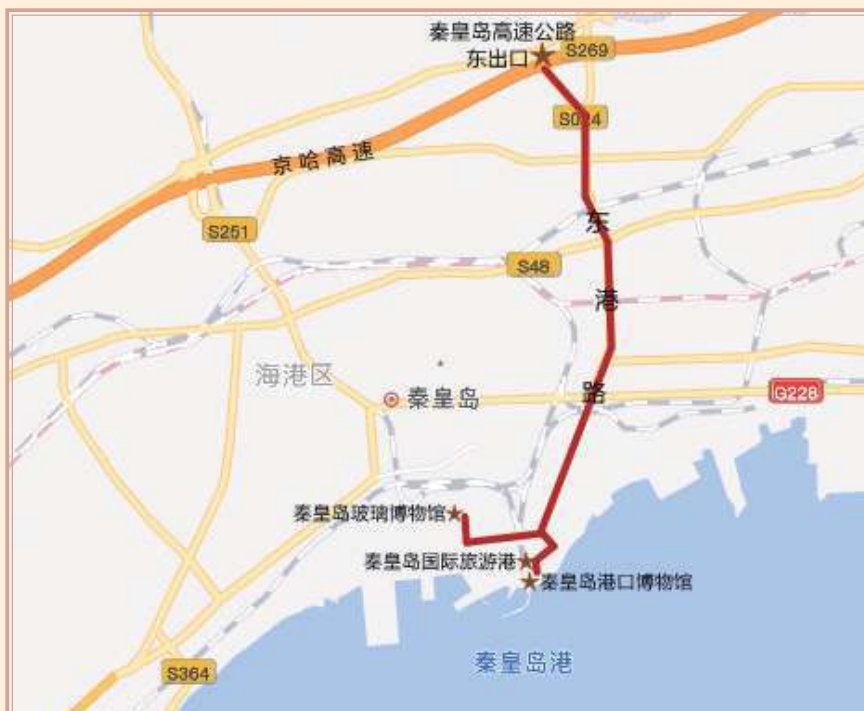 秦皇岛高速公路
东出口
S269
S024
京哈高速
东
S251
S48
港
海港区
秦皇岛
路
G228
秦皇岛玻璃博物馆
秦皇岛国际旅游港
秦皇岛港口博物馆
秦皇岛港
S364